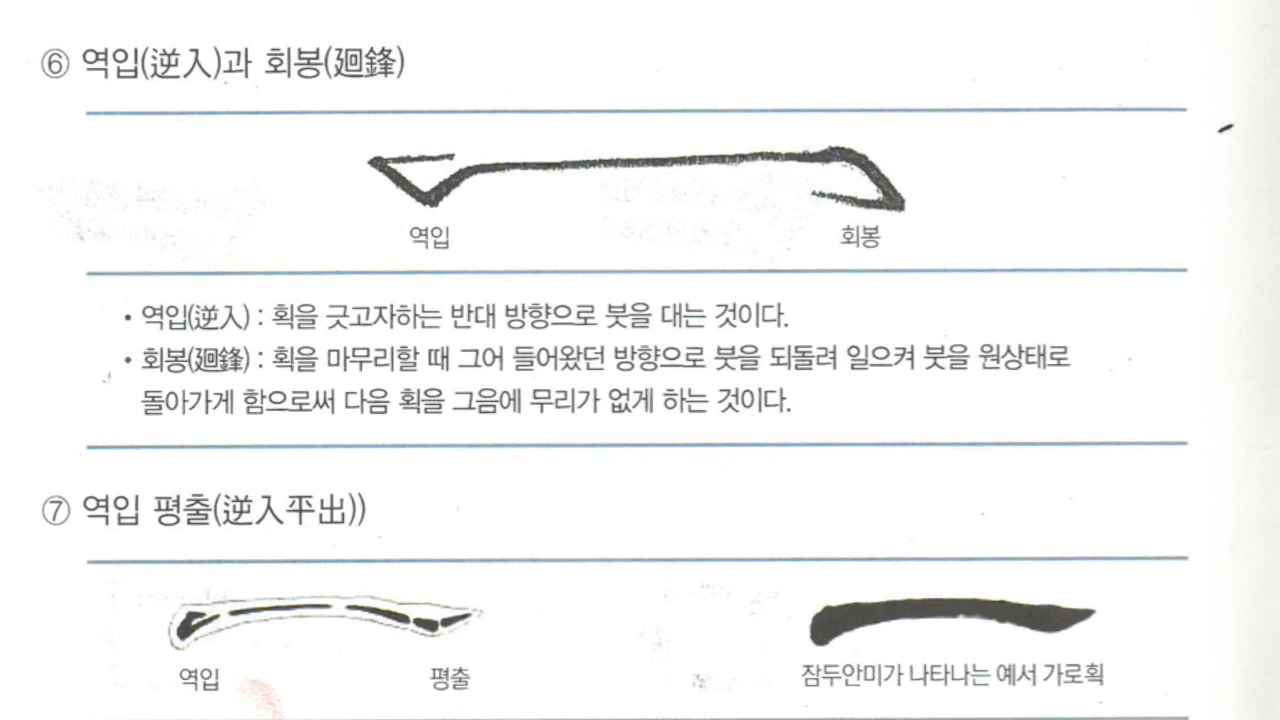 ⑥ 역입(逆入)과 회봉(廻鋒)
역입
회봉
• 역입(逆入) : 획을 긋고자하는 반대 방향으로 붓을 대는 것이다.
• 회봉(廻鋒) : 획을 마무리할 때 그어 들어왔던 방향으로 붓을 되돌려 일으켜 붓을 원상태로
돌아가게 함으로써 다음 획을 그음에 무리가 없게 하는 것이다.
⑦ 역입 평출(逆入平出))
역입
평출
잠두안미가 나타나는 예서 가로획